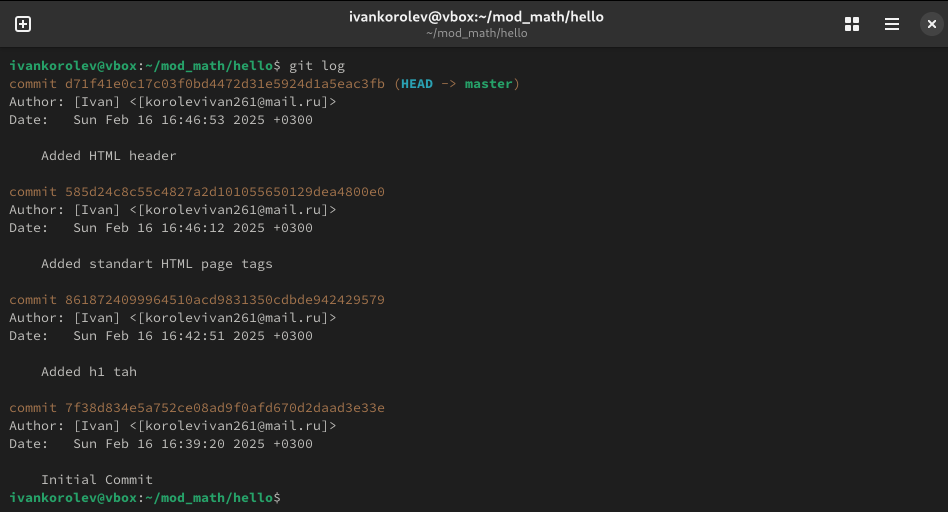 ivankorolev@vbox:~/mod_math/hello
~/mod_math/hello
ivankorolev@vbox:~/mod_math/hello$ git log
commit d71f41e0c17c03f0bd4472d31e5924d1a5eac3fb (HEAD -> master)
Author: [Ivan] <[korolevivan261@mail.ru]>
Date:   Sun Feb 16 16:46:53 2025 +0300
    Added HTML header
commit 585d24c8c55c4827a2d101055650129dea4800e0
Author: [Ivan] <[korolevivan261@mail.ru]>
Date:   Sun Feb 16 16:46:12 2025 +0300
    Added standart HTML page tags
commit 8618724099964510acd9831350cdbde942429579
Author: [Ivan] <[korolevivan261@mail.ru]>
Date:   Sun Feb 16 16:42:51 2025 +0300
    Added h1 tah
commit 7f38d834e5a752ce08ad9f0afd670d2daad3e33e
Author: [Ivan] <[korolevivan261@mail.ru]>
Date:   Sun Feb 16 16:39:20 2025 +0300
    Initial Commit
ivankorolev@vbox:~/mod_math/hello$